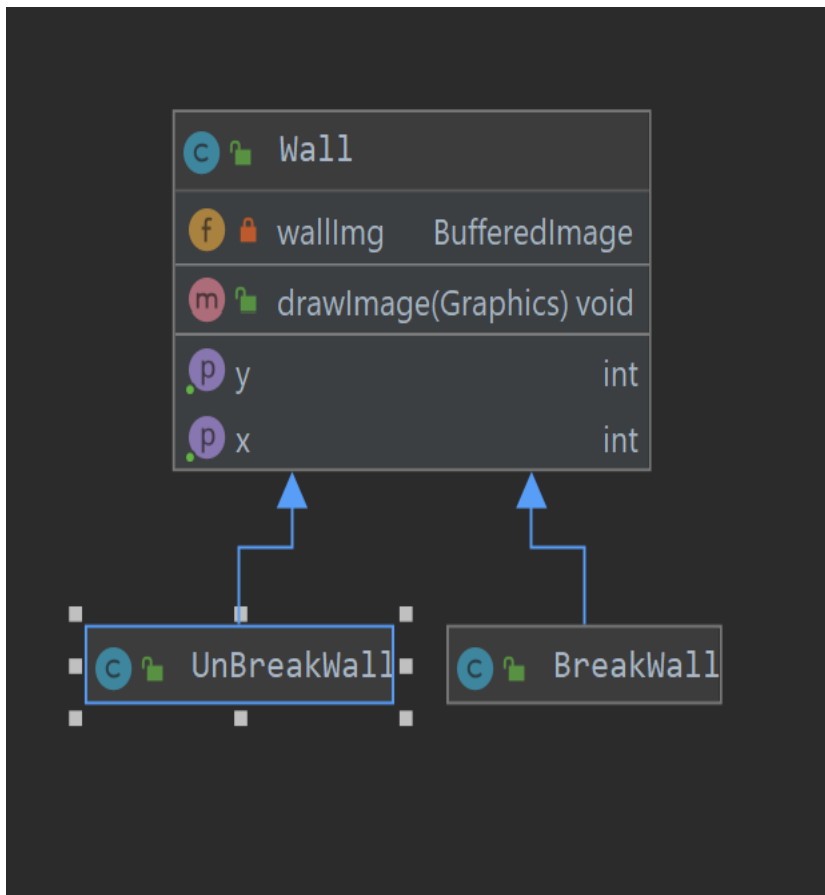 C Wall
f wallImg BufferedImage
m drawImage(Graphics) void
p y int
p x int
C UnBreakWall
C BreakWall